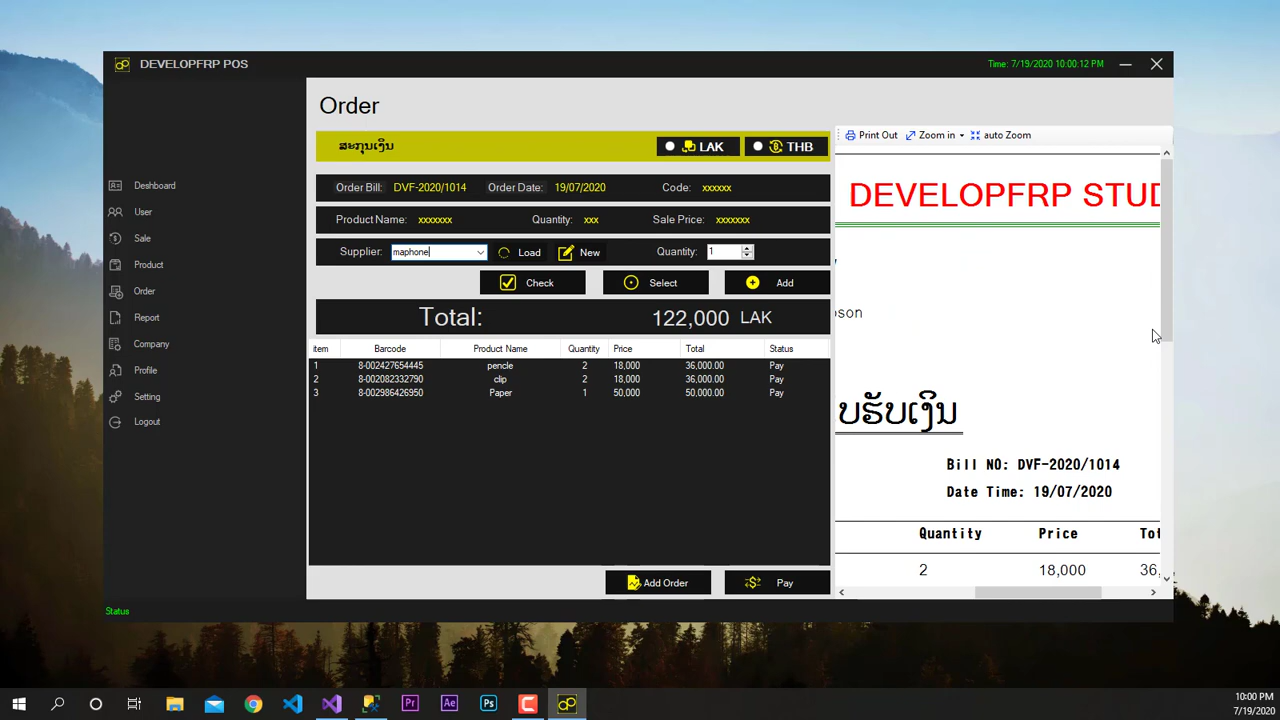 DEVELOPFRP POS
Time: 7/19/2020 10:00:12 PM
Order
ສະກຸນເງິນ
LAK
THB
Order Bill: DVF-2020/1014 Order Date: 19/07/2020 Code: xxxxxx
Product Name: xxxxxxx Quantity: xxx Sale Price: xxxxxxx
Supplier: maphone Load New Quantity: 1
Check Select Add
Total: 122,000 LAK
item Barcode Product Name Quantity Price Total Status
1 8-002427654445 pencle 2 18,000 36,000.00 Pay
2 8-002082332790 clip 2 18,000 36,000.00 Pay
3 8-002986426950 Paper 1 50,000 50,000.00 Pay
Add Order Pay
Deshboard
User
Sale
Product
Order
Report
Company
Profile
Setting
Logout
Status
Print Out Zoom in auto Zoom
DEVELOPFRP STUD
oson
ບຮັບເງິນ
Bill NO: DVF-2020/1014
Date Time: 19/07/2020
Quantity Price Tot
2 18,000 36,
Pr Ae Ps
10:00 PM
7/19/2020